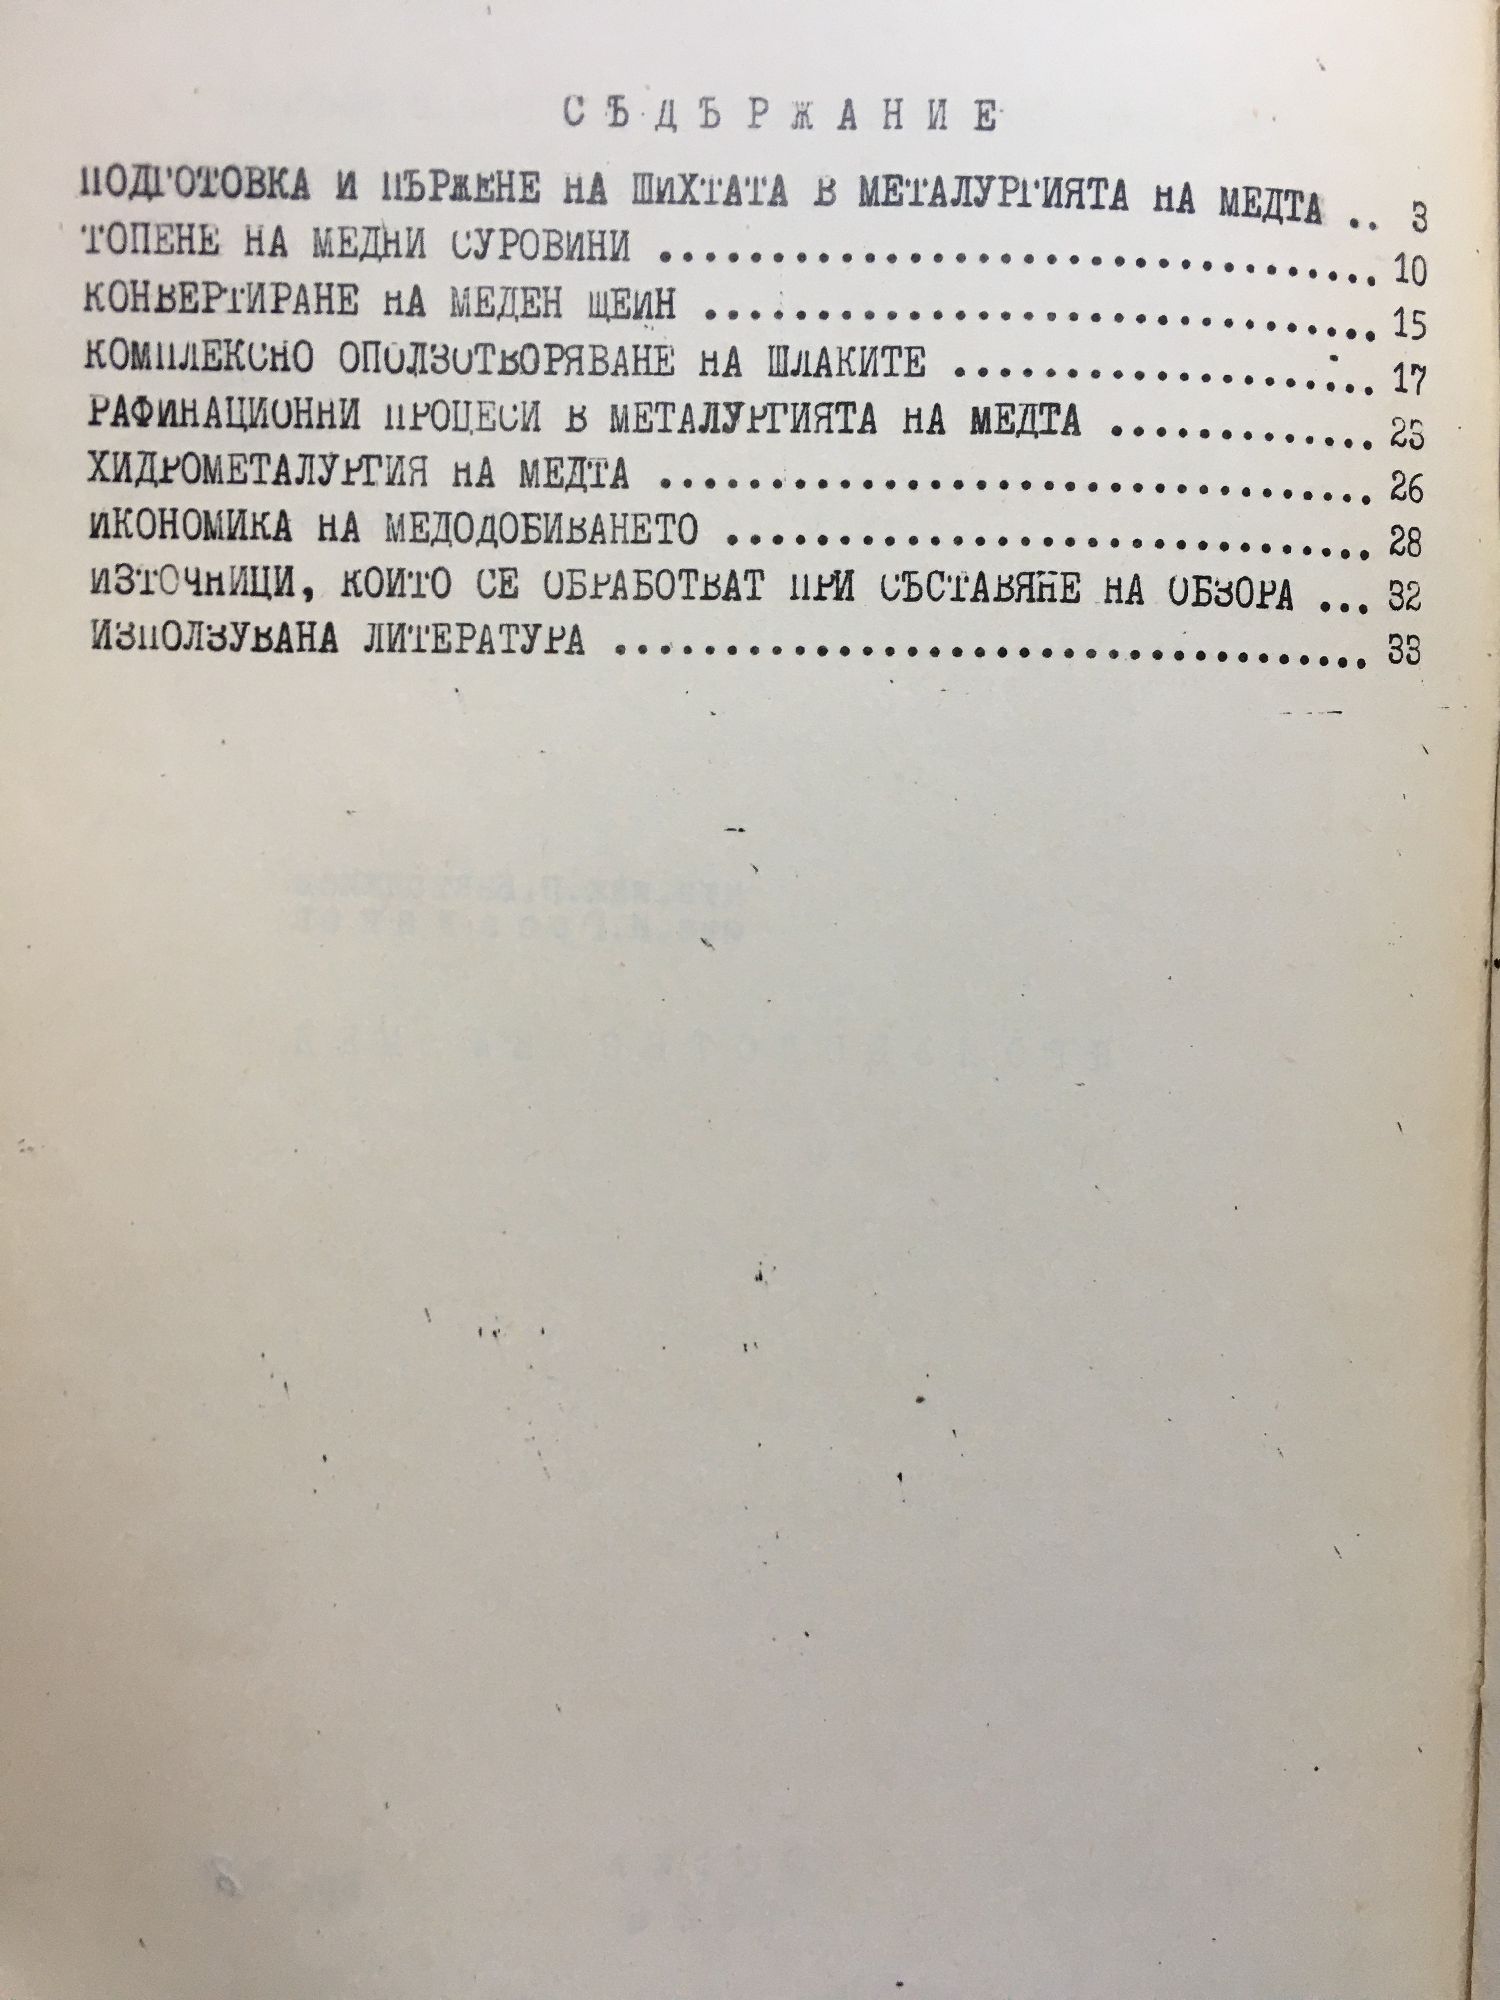 СЪДЪРЖАНИЕ
ПОДГОТОВКА И ПЪРЖЕНЕ НА ШИХТАТА В МЕТАЛУРГИЯТА НА МЕДТА .. 3
ТОПЕНЕ НА МЕДНИ СУРОВИНИ ................................ 10
КОНВЕРТИРАНЕ НА МЕДЕН ЩЕИН .............................. 15
КОМПЛЕКСНО ОПОЛЗОТВОРЯВАНЕ НА ШЛАКИТЕ ................... 17
РАФИНАЦИОННИ ПРОЦЕСИ В МЕТАЛУРГИЯТА НА МЕДТА ............ 23
ХИДРОМЕТАЛУРГИЯ НА МЕДТА ................................ 26
ИКОНОМИКА НА МЕДОДОБИВАНЕТО ............................. 28
ИЗТОЧНИЦИ, КОИТО СЕ ОБРАБОТВАТ ПРИ СЪСТАВЯНЕ НА ОБЗОРА ... 32
ИЗПОЛЗУВАНА ЛИТЕРАТУРА .................................. 33